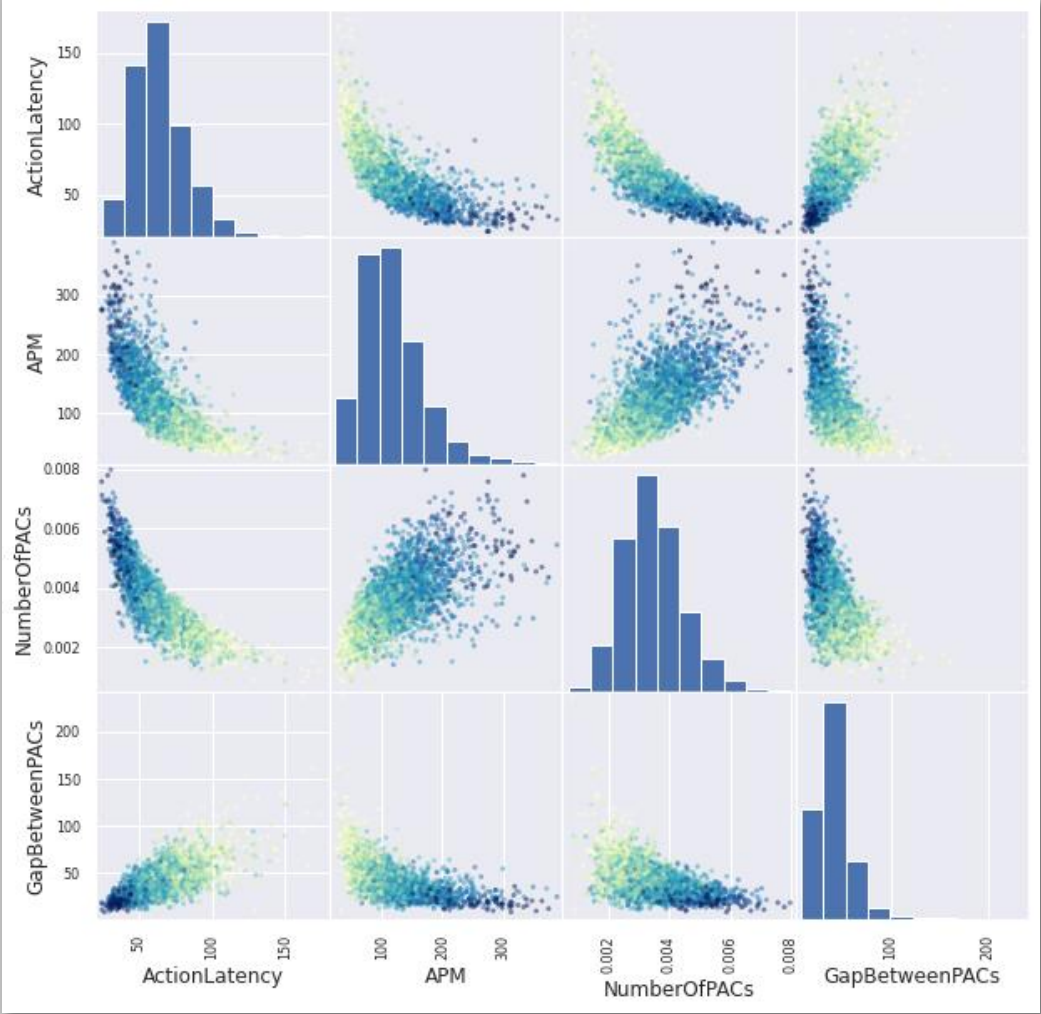 ActionLatency
150
100
50
APM
300
200
100
NumberOfPACs
0.008
0.006
0.004
0.002
GapBetweenPACs
200
150
100
50
50 100 150 100 200 300 0.002 0.004 0.006 0.008 100 200
ActionLatency APM NumberOfPACs GapBetweenPACs